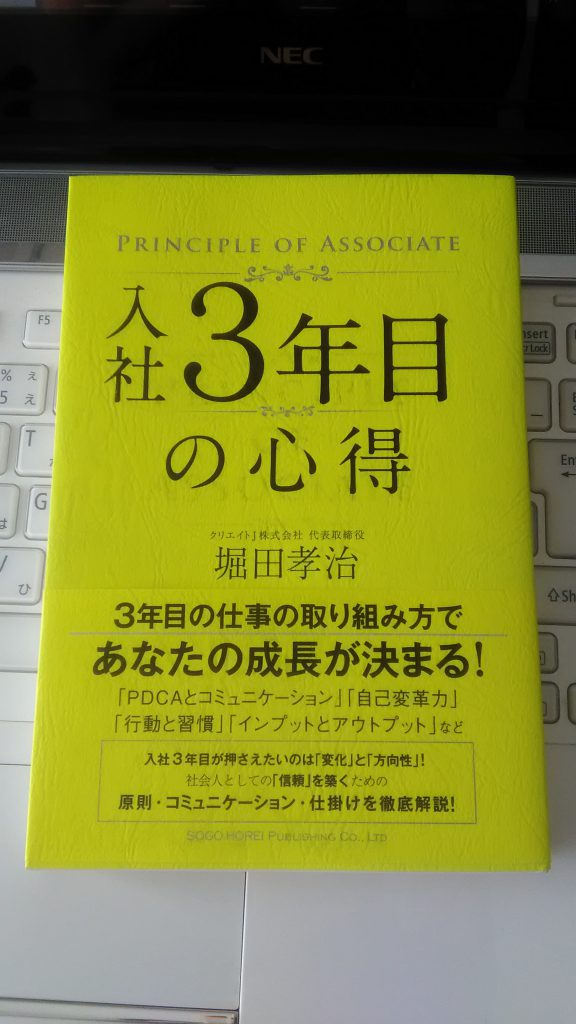 NEC
PRINCIPLE OF ASSOCIATE
入社3年目
の心得
クリエイトJ株式会社 代表取締役
堀田孝治
3年目の仕事の取り組み方で
あなたの成長が決まる!
「PDCAとコミュニケーション」「自己変革力」
「行動と習慣」「インプットとアウトプット」など
入社3年目が押さえたいのは「変化」と「方向性」!
社会人としての「信頼」を築くための
原則・コミュニケーション・仕掛けを徹底解説!
SOGO HOREI PUBLISHING CO., LTD
F5
%
え
5
え
T
G
は
ひ
nsert
Lock
En
⇧Sh